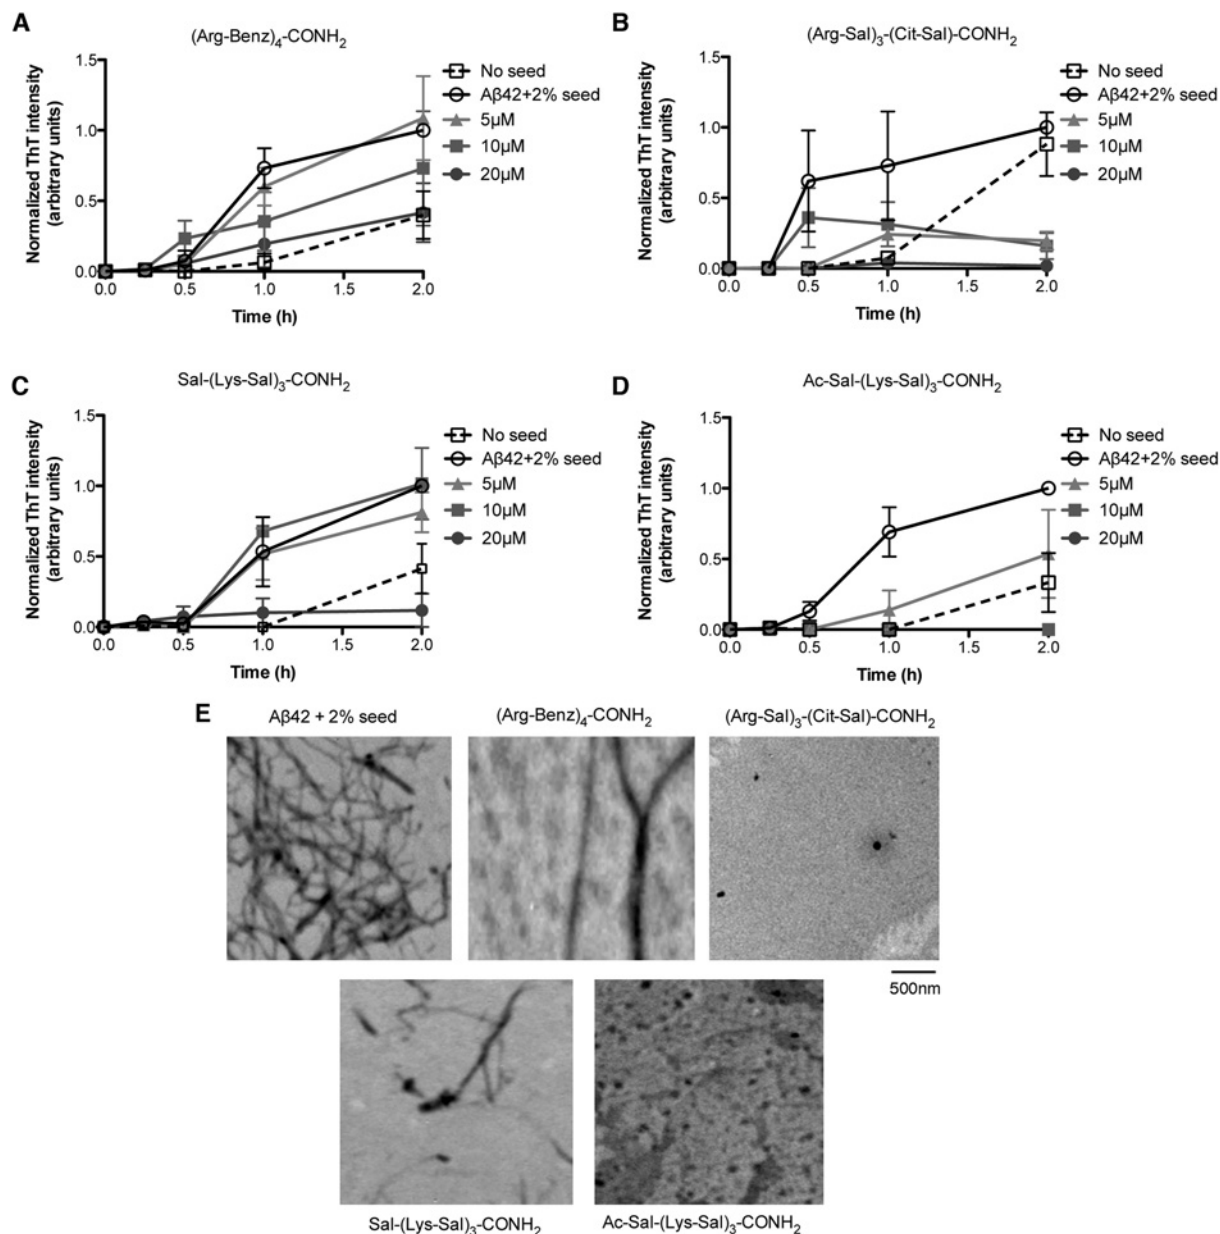 A
(Arg-Benz)4-CONH2
Normalized ThT intensity
(arbitrary units)
1.5
1.0
0.5
0.0
0.0 0.5 1.0 1.5 2.0
Time (h)
No seed
Aβ42+2% seed
5μM
10μM
20μM
B
(Arg-Sal)3-(Cit-Sal)-CONH2
Normalized ThT intensity
(arbitrary units)
1.5
1.0
0.5
0.0
0.0 0.5 1.0 1.5 2.0
Time (h)
No seed
Aβ42+2% seed
5μM
10μM
20μM
C
Sal-(Lys-Sal)3-CONH2
Normalized ThT intensity
(arbitrary units)
1.5
1.0
0.5
0.0
0.0 0.5 1.0 1.5 2.0
Time (h)
No seed
Aβ42+2% seed
5μM
10μM
20μM
D
Ac-Sal-(Lys-Sal)3-CONH2
Normalized ThT intensity
(arbitrary units)
1.5
1.0
0.5
0.0
0.0 0.5 1.0 1.5 2.0
Time (h)
No seed
Aβ42+2% seed
5μM
10μM
20μM
E
Aβ42 + 2% seed
(Arg-Benz)4-CONH2
(Arg-Sal)3-(Cit-Sal)-CONH2
500nm
Sal-(Lys-Sal)3-CONH2
Ac-Sal-(Lys-Sal)3-CONH2